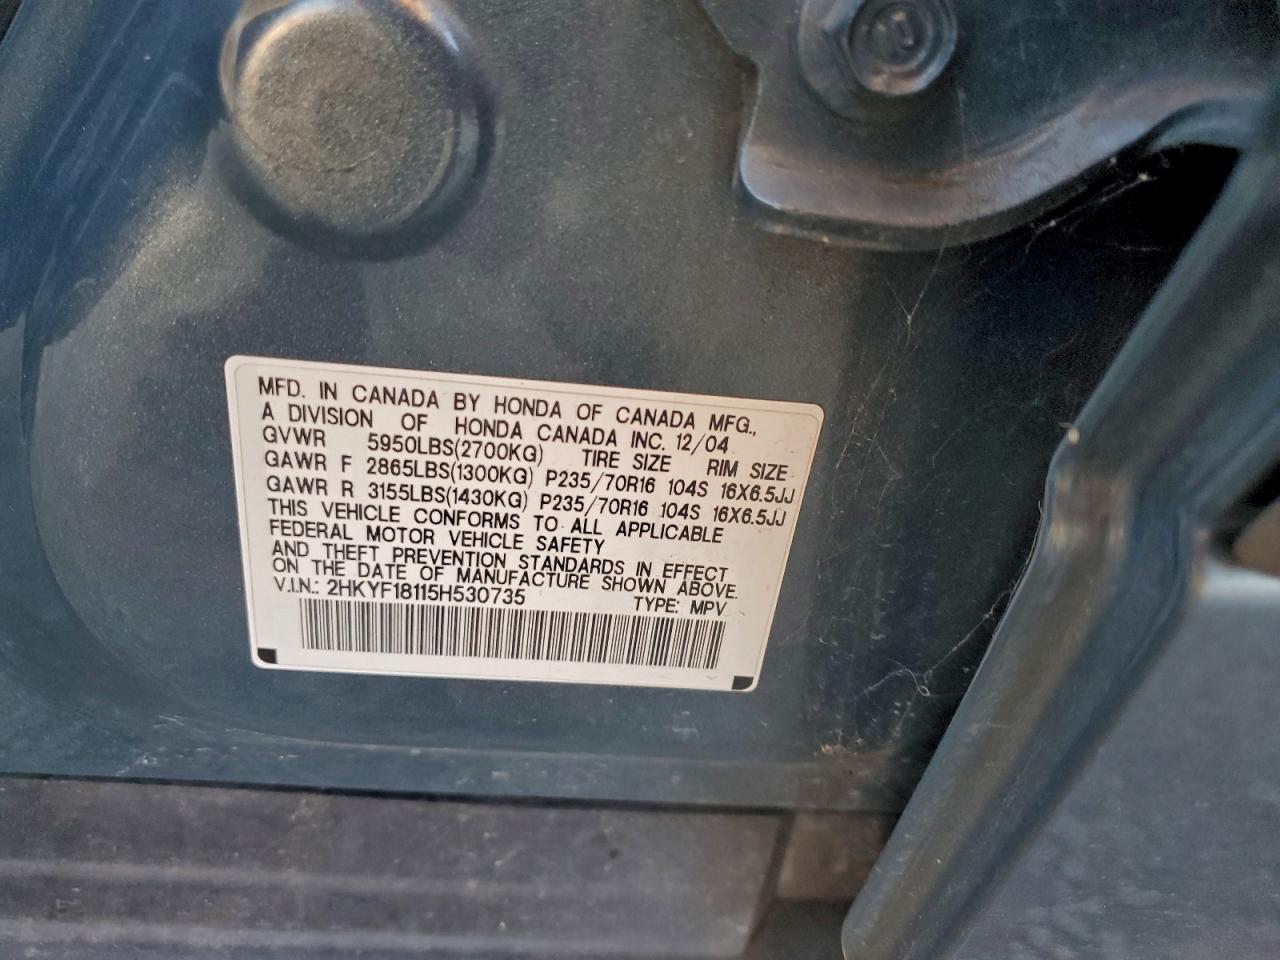 MFD. IN CANADA BY HONDA OF CANADA MFG.,
A DIVISION OF HONDA CANADA INC. 12/04
GVWR 5950LBS(2700KG) TIRE SIZE RIM SIZE
GAWR F 2865LBS(1300KG) P235/70R16 104S 16X6.5JJ
GAWR R 3155LBS(1430KG) P235/70R16 104S 16X6.5JJ
THIS VEHICLE CONFORMS TO ALL APPLICABLE
FEDERAL MOTOR VEHICLE SAFETY
AND THEFT PREVENTION STANDARDS IN EFFECT
ON THE DATE OF MANUFACTURE SHOWN ABOVE.
V.I.N.: 2HKYF18115H530735 TYPE: MPV